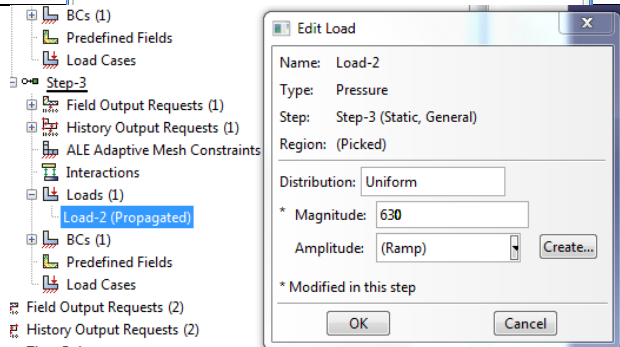 BCs (1)
Predefined Fields
Load Cases
Step-3
Field Output Requests (1)
History Output Requests (1)
ALE Adaptive Mesh Constraints
Interactions
Loads (1)
Load-2 (Propagated)
BCs (1)
Predefined Fields
Load Cases
Field Output Requests (2)
History Output Requests (2)
Edit Load
x
Name: Load-2
Type: Pressure
Step: Step-3 (Static, General)
Region: (Picked)
Distribution: Uniform
* Magnitude: 630
Amplitude: (Ramp) Create...
* Modified in this step
OK Cancel